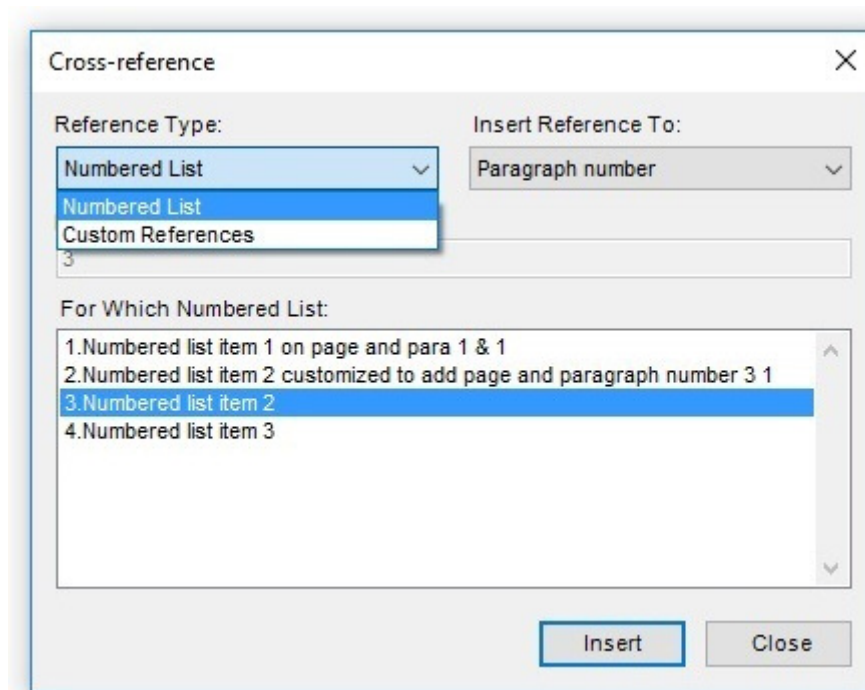 Cross-reference
Reference Type:
Insert Reference To:
Numbered List
Paragraph number
Numbered List
Custom References
3
For Which Numbered List:
1.Numbered list item 1 on page and para 1 & 1
2.Numbered list item 2 customized to add page and paragraph number 3 1
3.Numbered list item 2
4.Numbered list item 3
Insert
Close